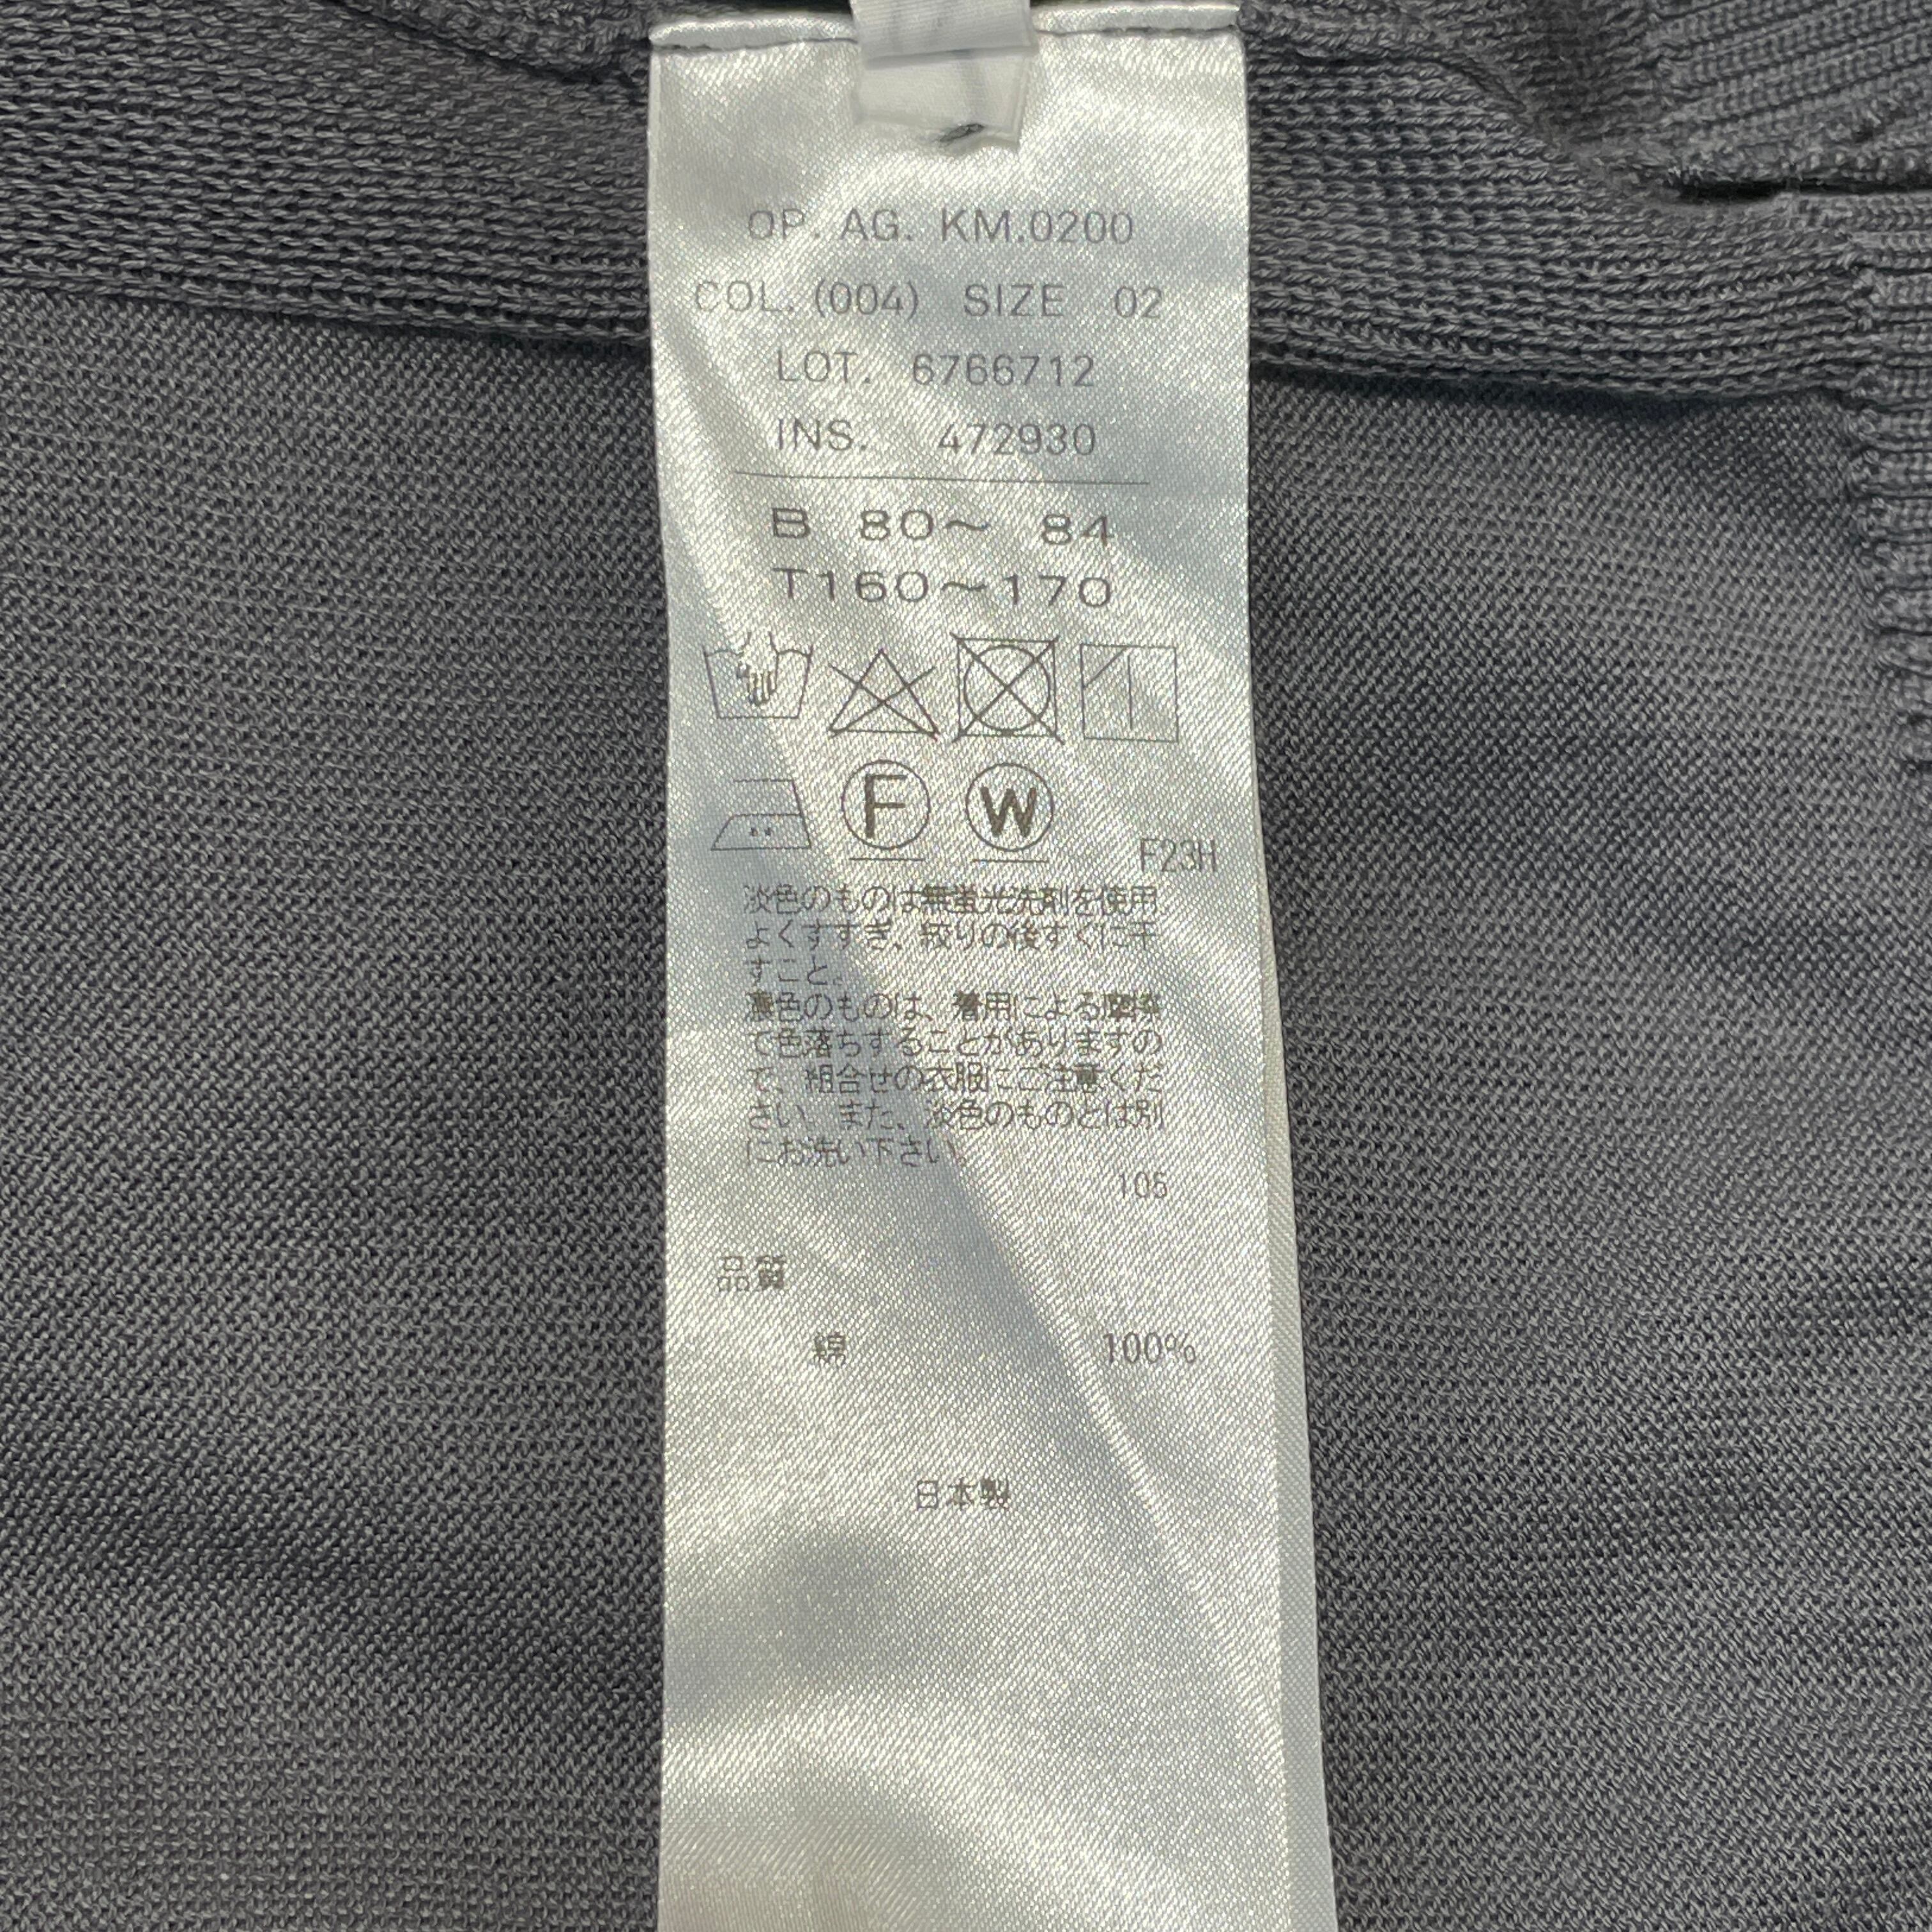 OP. AG. KM.0200
COL. (004) SIZE 02
LOT. 6766712
INS. 472930
B 80～ 84
T160～170
F W F23H
淡色のものは無蛍光洗剤を使用
よくすすぎ、絞りの後すぐに干
すこと。
濃色のものは、着用による摩擦
で色落ちすることがありますの
で、組合せの衣服にご注意くだ
さい。また、淡色のものとは別
にお洗い下さい。
105
品質
綿 100%
日本製